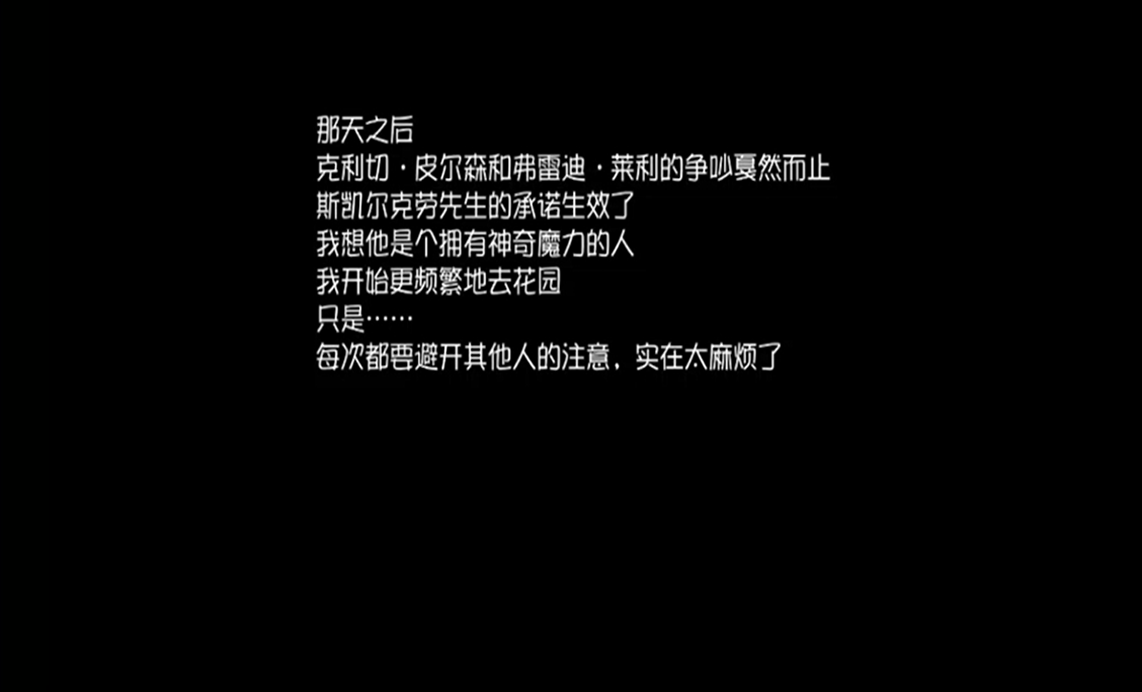 那天之后
克利切·皮尔森和弗雷迪·莱利的争吵戛然而止
斯凯尔克劳先生的承诺生效了
我想他是个拥有神奇魔力的人
我开始更频繁地去花园
只是……
每次都要避开其他人的注意，实在太麻烦了